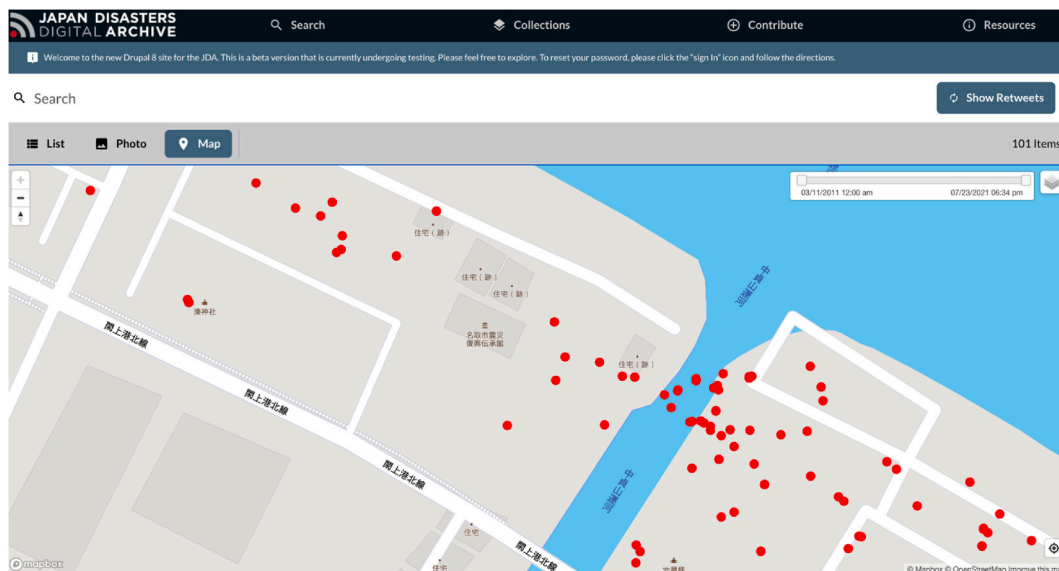 JAPAN DISASTERS
DIGITAL ARCHIVE
Search
Collections
Contribute
Resources
Welcome to the new Drupal 8 site for the JDA. This is a beta version that is currently undergoing testing. Please feel free to explore. To reset your password, please click the "sign In" icon and follow the directions.
Search
Show Retweets
List
Photo
Map
101 Items
03/11/2011 12:00 am
07/23/2021 06:34 pm
住宅(跡)
住宅(跡)
住宅(跡)
湊神社
名取市震災
復興伝承館
住宅(跡)
閖上港北線
閖上港北線
閖上港北線
閖上港北線
住宅
住宅
mapbox
© Mapbox © OpenStreetMap Improve this m